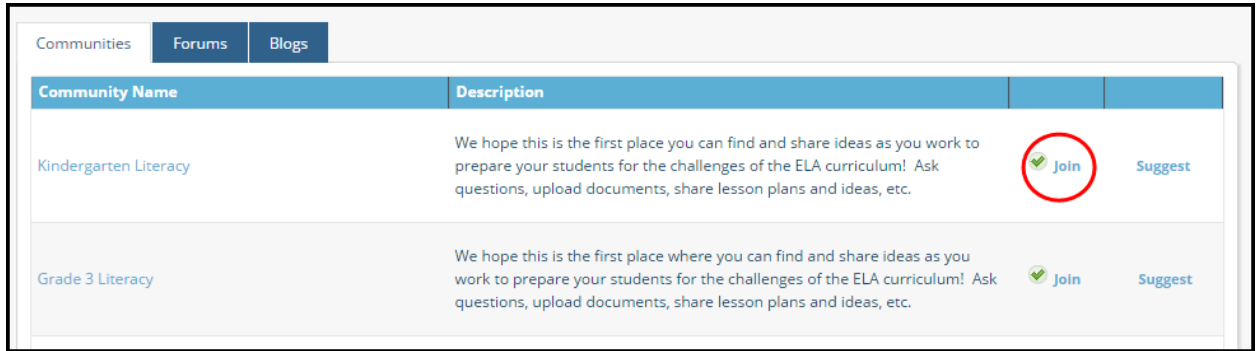 Communities Forums Blogs
Community Name Description
We hope this is the first place you can find and share ideas as you work to
Kindergarten Literacy prepare your students for the challenges of the ELA curriculum! Ask Join Suggest
questions, upload documents, share lesson plans and ideas, etc.
We hope this is the first place where you can find and share ideas as you
Grade 3 Literacy work to prepare your students for the challenges of the ELA curriculum! Ask Join Suggest
questions, upload documents, share lesson plans and ideas, etc.